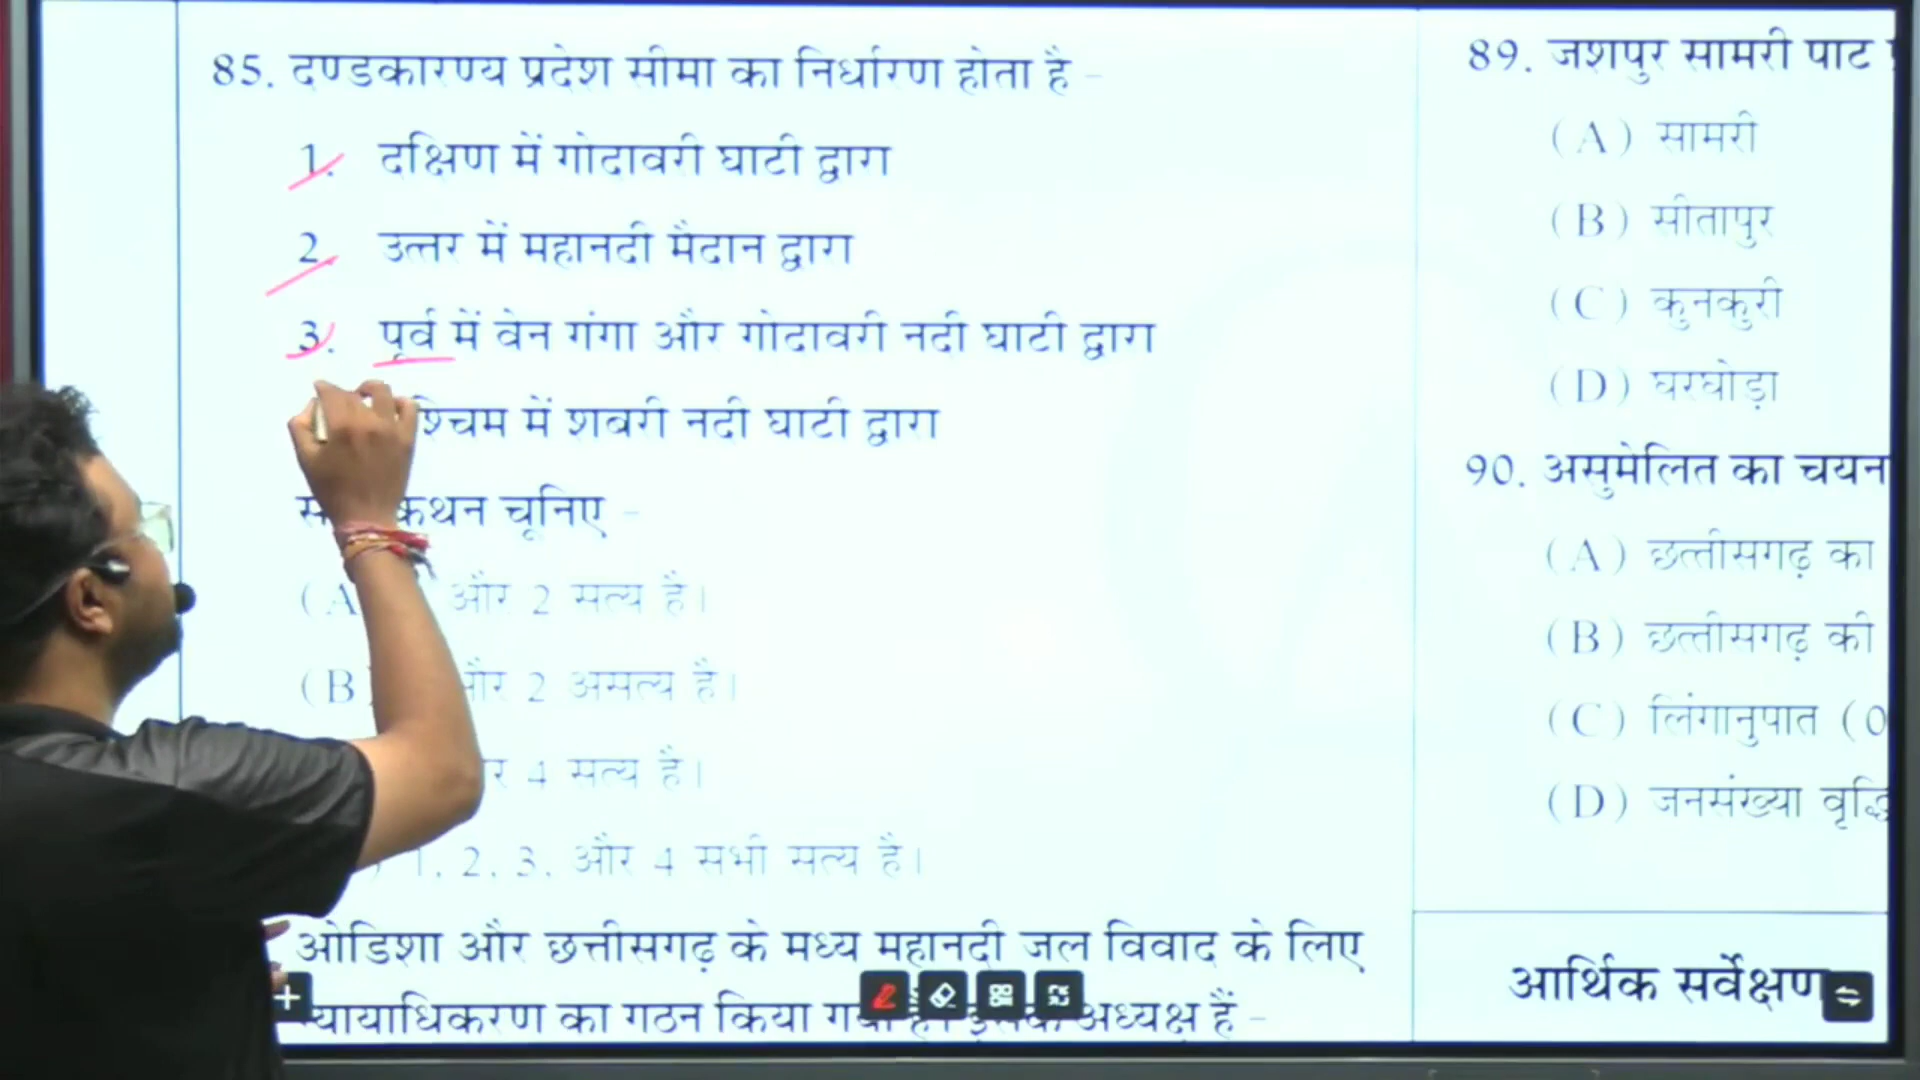 85. दण्डकारण्य प्रदेश सीमा का निर्धारण होता है -
1. दक्षिण में गोदावरी घाटी द्वारा
2. उत्तर में महानदी मैदान द्वारा
3. पूर्व में वेन गंगा और गोदावरी नदी घाटी द्वारा
श्चिम में शबरी नदी घाटी द्वारा
कथन चूनिए -
(A और 2 सत्य है।
(B) और 2 असत्य है।
र 4 सत्य है।
) 1, 2, 3, और 4 सभी सत्य है।
ओडिशा और छत्तीसगढ़ के मध्य महानदी जल विवाद के लिए
न्यायाधिकरण का गठन किया गया है। इसके अध्यक्ष हैं -
89. जशपुर सामरी पाट
(A) सामरी
(B) सीतापुर
(C) कुनकुरी
(D) घरघोड़ा
90. असुमेलित का चयन
(A) छत्तीसगढ़ का
(B) छत्तीसगढ़ की
(C) लिंगानुपात (0
(D) जनसंख्या वृद्धि
आर्थिक सर्वेक्षण